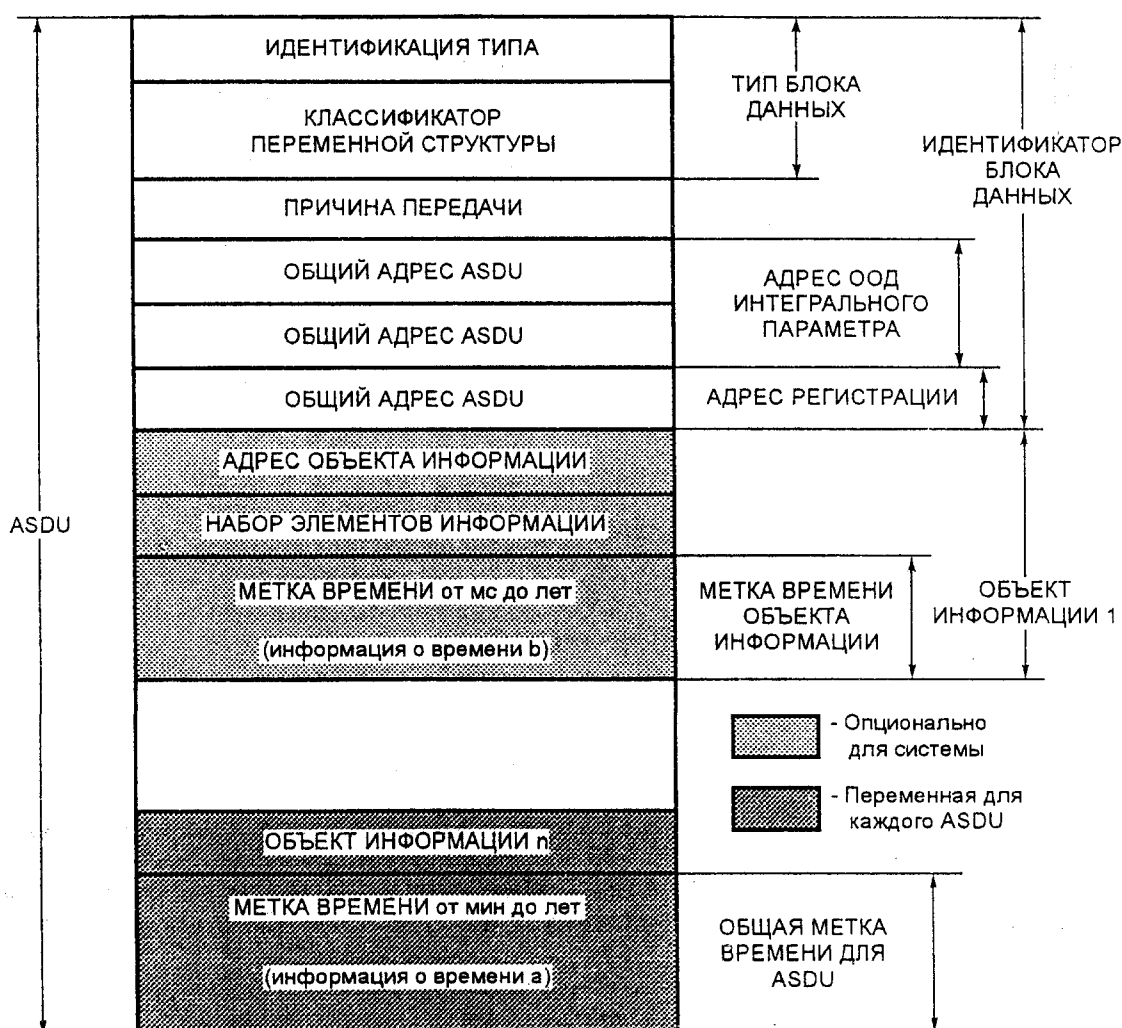 ИДЕНТИФИКАЦИЯ ТИПА
КЛАССИФИКАТОР
ПЕРЕМЕННОЙ СТРУКТУРЫ
ТИП БЛОКА
ДАННЫХ
ИДЕНТИФИКАТОР
БЛОКА
ДАННЫХ
ПРИЧИНА ПЕРЕДАЧИ
ОБЩИЙ АДРЕС ASDU
ОБЩИЙ АДРЕС ASDU
АДРЕС ООД
ИНТЕГРАЛЬНОГО
ПАРАМЕТРА
ОБЩИЙ АДРЕС ASDU
АДРЕС РЕГИСТРАЦИИ
АДРЕС ОБЪЕКТА ИНФОРМАЦИИ
ASDU
НАБОР ЭЛЕМЕНТОВ ИНФОРМАЦИИ
МЕТКА ВРЕМЕНИ от мс до лет
(информация о времени b)
МЕТКА ВРЕМЕНИ
ОБЪЕКТА
ИНФОРМАЦИИ
ОБЪЕКТ
ИНФОРМАЦИИ 1
- Опционально
для системы
- Переменная для
каждого ASDU
ОБЪЕКТ ИНФОРМАЦИИ n
МЕТКА ВРЕМЕНИ от мин до лет
(информация о времени a)
ОБЩАЯ МЕТКА
ВРЕМЕНИ ДЛЯ
ASDU